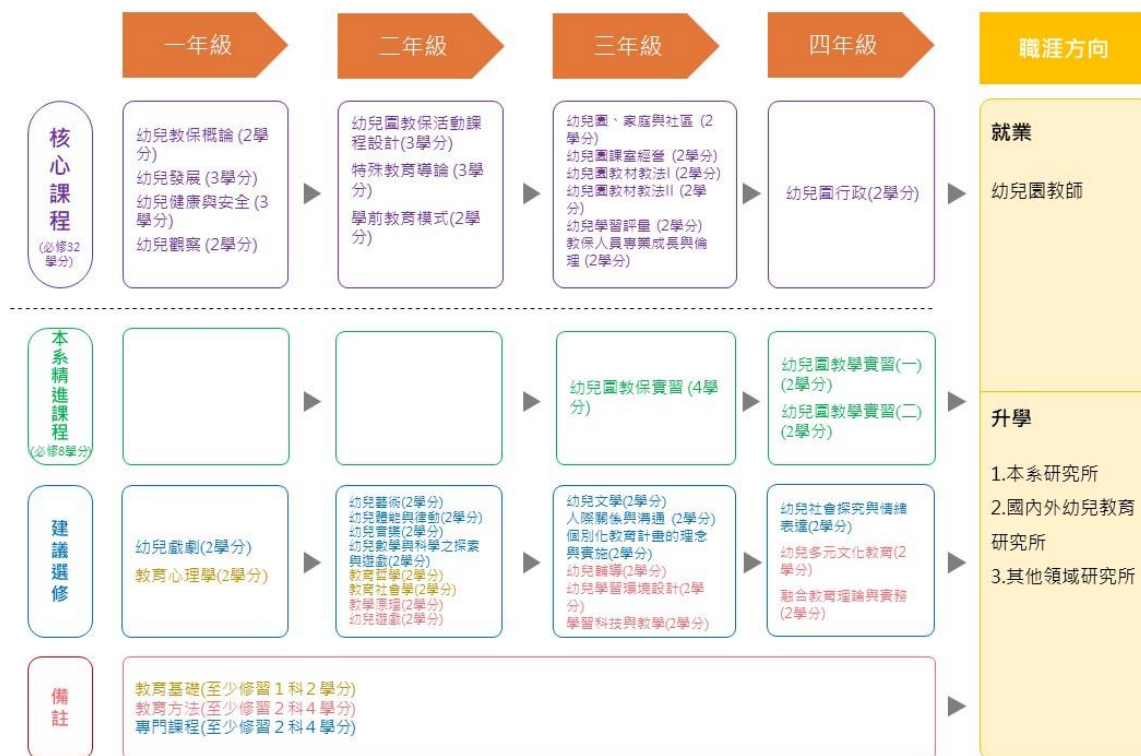 一年級
二年級
三年級
四年級
職涯方向
核心課程
(必修32
學分)
幼兒教保概論 (2學
分)
幼兒發展 (3學分)
幼兒健康與安全 (3
學分)
幼兒觀察 (2學分)
幼兒園教保活動課
程設計(3學分)
特殊教育導論 (3學
分)
學前教育模式(2學
分)
幼兒園、家庭與社區 (2
學分)
幼兒園課室經營 (2學分)
幼兒園教材教法I (2學分)
幼兒園教材教法II (2學
分)
幼兒學習評量 (2學分)
教保人員專業成長與倫
理 (2學分)
幼兒園行政(2學分)
就業
幼兒園教師
本系精進課程
(必修8學分)
幼兒園教保實習 (4學
分)
幼兒園教學實習(一)
(2學分)
幼兒園教學實習(二)
(2學分)
升學
1.本系研究所
2.國內外幼兒教育
研究所
3.其他領域研究所
建議選修
幼兒戲劇(2學分)
教育心理學(2學分)
幼兒藝術(2學分)
幼兒體能與律動(2學分)
幼兒音議(2學分)
幼兒數學與科學之探索
與遊戲(2學分)
教育哲學(2學分)
教育社會學(2學分)
教學原理(2學分)
幼兒遊戲(2學分)
幼兒文學(2學分)
人際關係與溝通 (2學分)
個別化教育計畫的理念
與實施(2學分)
幼兒輔導(2學分)
幼兒學習環境設計(2學
分)
學習科技與教學(2學分)
幼兒社會探究與情緒
表達(2學分)
幼兒多元文化教育(2
學分)
融合教育理論與實務
(2學分)
備註
教育基礎(至少修習1科2學分)
教育方法(至少修習2科4學分)
專門課程(至少修習2科4學分)